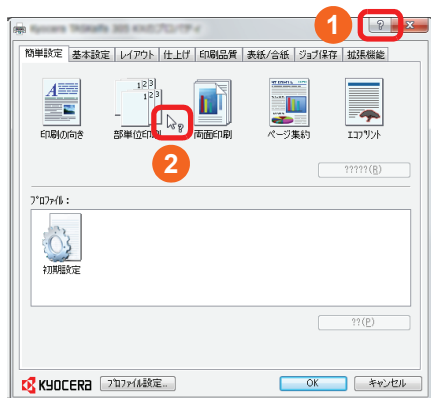 1
?
簡単設定 基本設定 レイアウト 仕上げ 印刷品質 表紙/合紙 ジョブ保存 拡張機能
印刷の向き 部単位印刷 両面印刷 ページ集約 エコプリント
?????(R)
プロファイル:
初期設定
??(P)
KYOCERA プロファイル設定... OK キャンセル
2